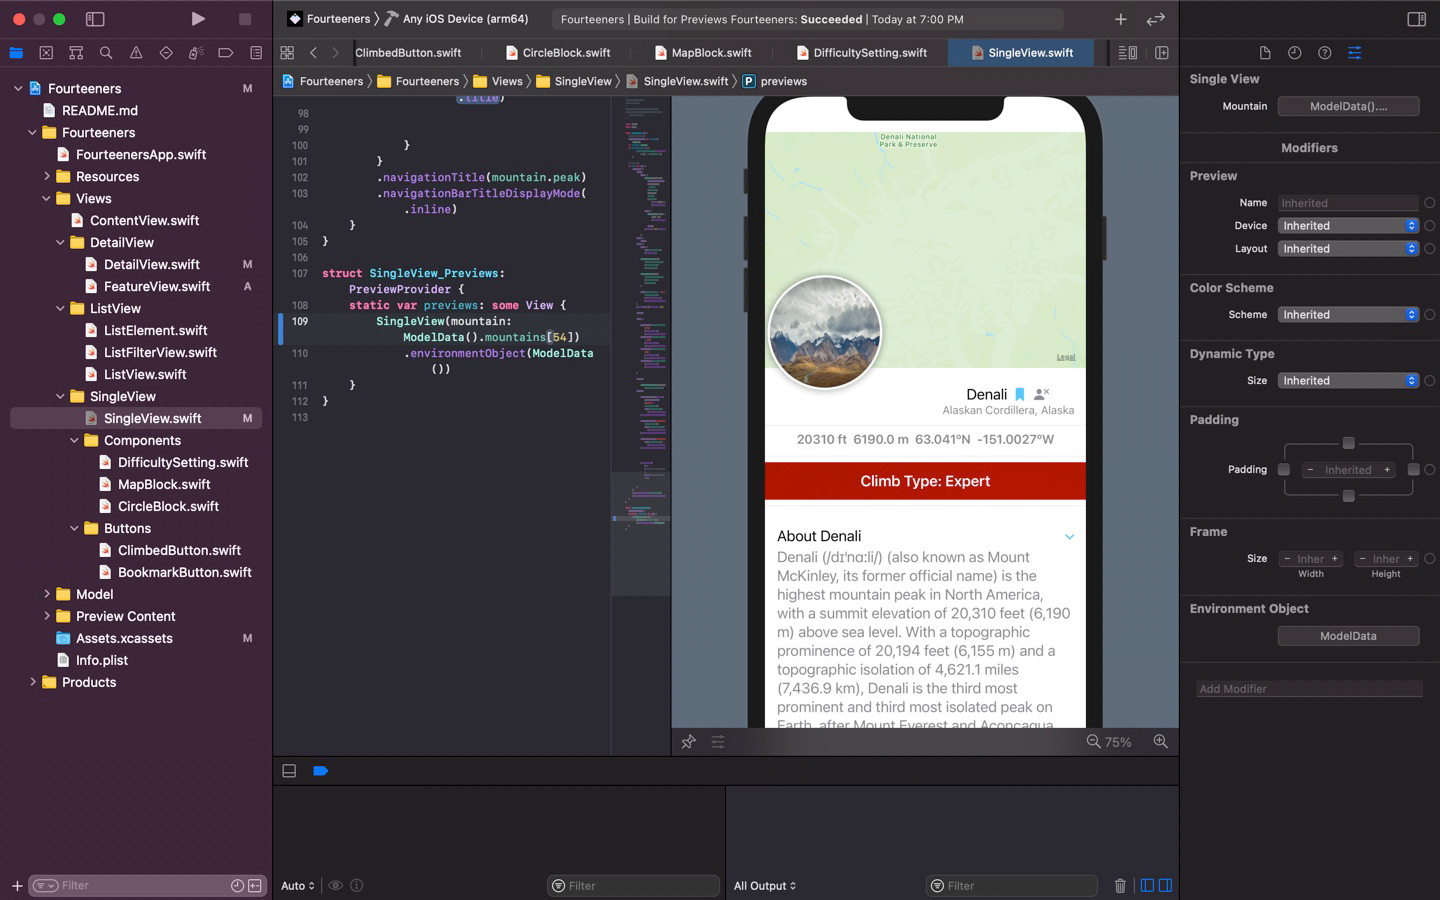 Fourteeners
Any iOS Device (arm64)
Fourteeners | Build for Previews Fourteeners: Succeeded | Today at 7:00 PM
ClimbedButton.swift
CircleBlock.swift
MapBlock.swift
DifficultySetting.swift
SingleView.swift
Fourteeners
Fourteeners
Views
SingleView
SingleView.swift
P previews
Fourteeners M
README.md
Fourteeners
FourteenersApp.swift
Resources
Views
ContentView.swift
DetailView
DetailView.swift M
FeatureView.swift A
ListView
ListElement.swift
ListFilterView.swift
ListView.swift
SingleView
SingleView.swift M
Components
DifficultySetting.swift
MapBlock.swift
CircleBlock.swift
Buttons
ClimbedButton.swift
BookmarkButton.swift
Model
Preview Content
Assets.xcassets M
Info.plist
Products
Filter
.title)
98
99
100 }
101 }
102 .navigationTitle(mountain.peak)
103 .navigationBarTitleDisplayMode(
.inline)
104 }
105 }
106
107 struct SingleView_Previews:
PreviewProvider {
108 static var previews: some View {
109 SingleView(mountain:
ModelData().mountains[54])
110 .environmentObject(ModelData
())
111 }
112 }
113
Denali National
Park & Preserve
Legal
Denali
Alaskan Cordillera, Alaska
20310 ft 6190.0 m 63.041°N -151.0027°W
Climb Type: Expert
About Denali
Denali (/dɪˈnɑːli/) (also known as Mount
McKinley, its former official name) is the
highest mountain peak in North America,
with a summit elevation of 20,310 feet (6,190
m) above sea level. With a topographic
prominence of 20,194 feet (6,155 m) and a
topographic isolation of 4,621.1 miles
(7,436.9 km), Denali is the third most
prominent and third most isolated peak on
Earth, after Mount Everest and Aconcagua.
75%
Auto
Filter
All Output
Filter
Single View
Mountain ModelData()....
Modifiers
Preview
Name Inherited
Device Inherited
Layout Inherited
Color Scheme
Scheme Inherited
Dynamic Type
Size Inherited
Padding
Padding − Inherited +
Frame
Size − Inher + − Inher +
Width Height
Environment Object
ModelData
Add Modifier